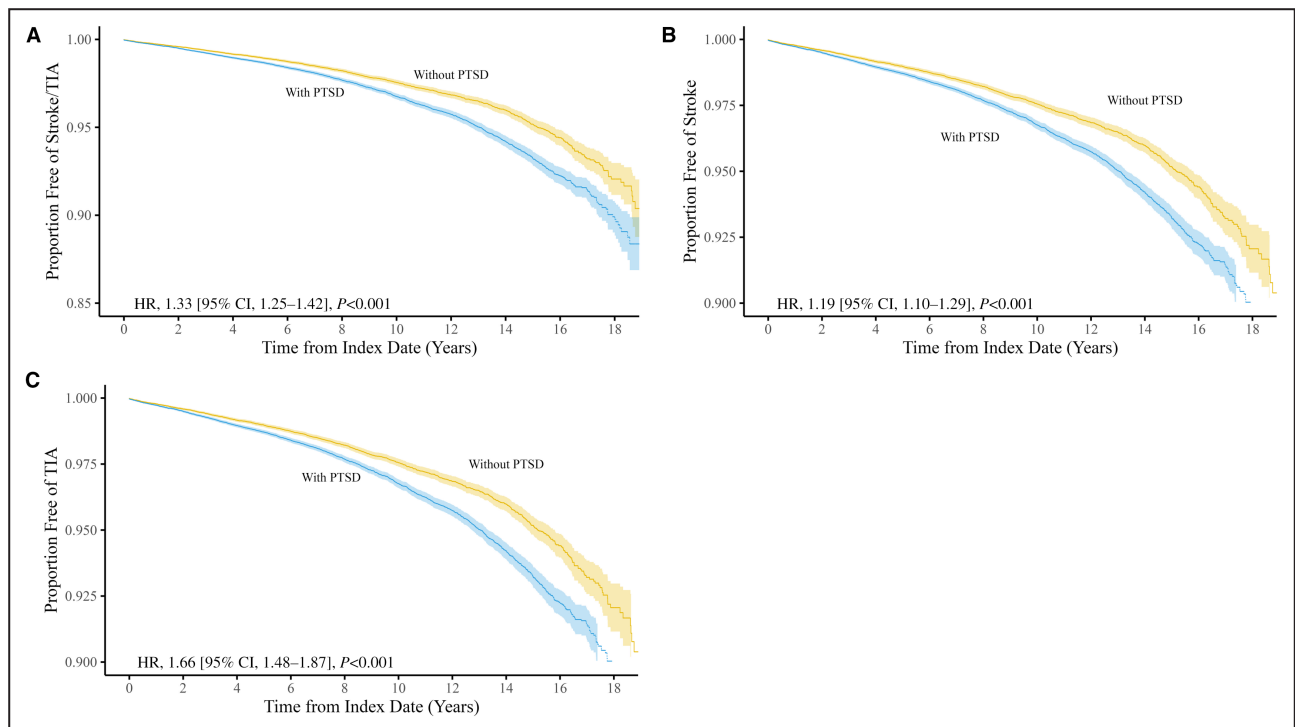 A
Proportion Free of Stroke/TIA
1.00
0.95
0.90
0.85
Without PTSD
With PTSD
HR, 1.33 [95% CI, 1.25–1.42], P<0.001
0 2 4 6 8 10 12 14 16 18
Time from Index Date (Years)
B
Proportion Free of Stroke
1.000
0.975
0.950
0.925
0.900
Without PTSD
With PTSD
HR, 1.19 [95% CI, 1.10–1.29], P<0.001
0 2 4 6 8 10 12 14 16 18
Time from Index Date (Years)
C
Proportion Free of TIA
1.000
0.975
0.950
0.925
0.900
Without PTSD
With PTSD
HR, 1.66 [95% CI, 1.48–1.87], P<0.001
0 2 4 6 8 10 12 14 16 18
Time from Index Date (Years)